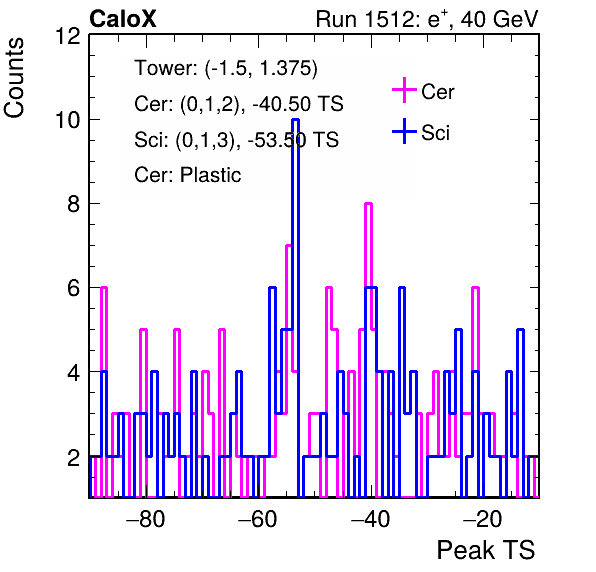 CaloX
Run 1512: e+, 40 GeV
Counts
12
10
8
6
4
2
Tower: (-1.5, 1.375)
Cer: (0,1,2), -40.50 TS
Sci: (0,1,3), -53.50 TS
Cer: Plastic
Cer
Sci
−80
−60
−40
−20
Peak TS